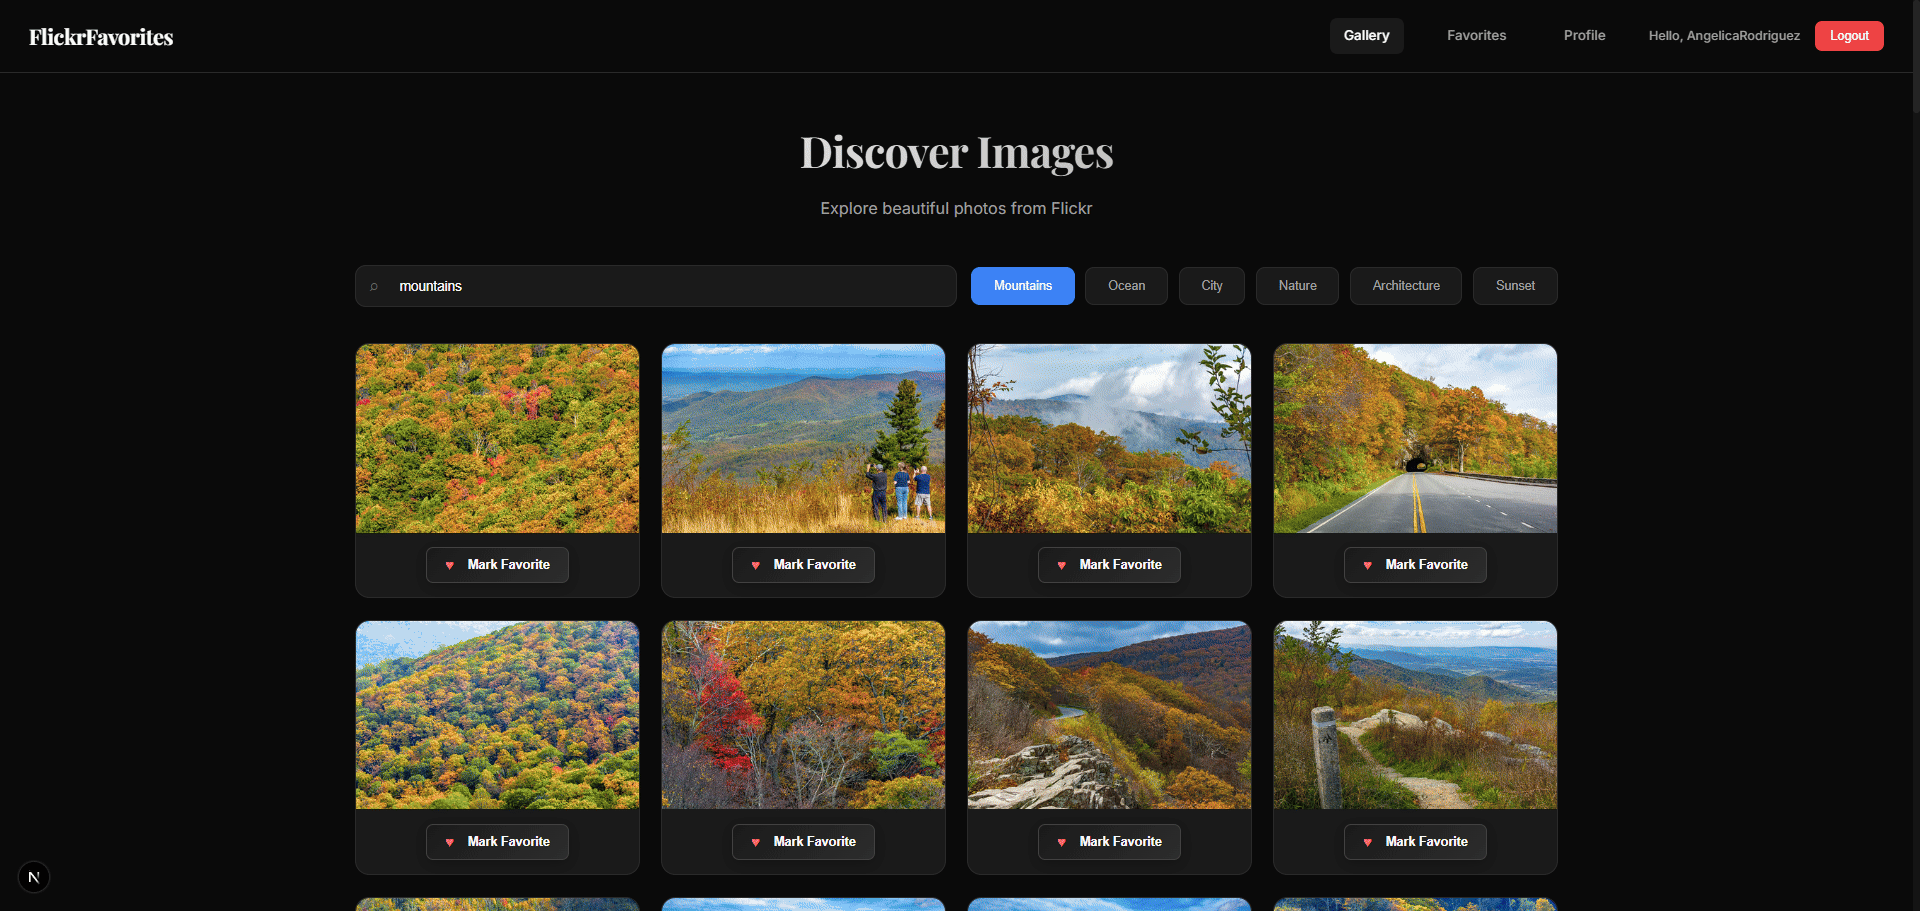 FlickrFavorites
Gallery
Favorites
Profile
Hello, AngelicaRodriguez
Logout
Discover Images
Explore beautiful photos from Flickr
mountains
Mountains
Ocean
City
Nature
Architecture
Sunset
Mark Favorite
Mark Favorite
Mark Favorite
Mark Favorite
Mark Favorite
Mark Favorite
Mark Favorite
Mark Favorite
N